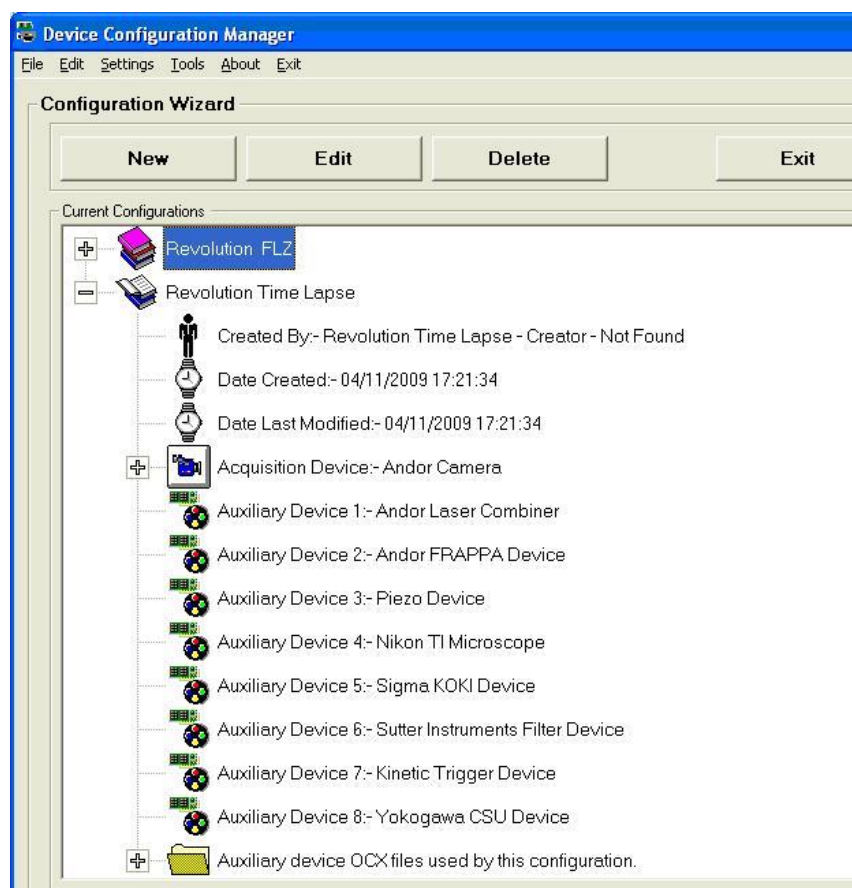 Device Configuration Manager
File Edit Settings Tools About Exit
Configuration Wizard
New Edit Delete Exit
Current Configurations
Revolution FLZ
Revolution Time Lapse
Created By:- Revolution Time Lapse - Creator - Not Found
Date Created:- 04/11/2009 17:21:34
Date Last Modified:- 04/11/2009 17:21:34
Acquisition Device:- Andor Camera
Auxiliary Device 1:- Andor Laser Combiner
Auxiliary Device 2:- Andor FRAPPA Device
Auxiliary Device 3:- Piezo Device
Auxiliary Device 4:- Nikon TI Microscope
Auxiliary Device 5:- Sigma KOKI Device
Auxiliary Device 6:- Sutter Instruments Filter Device
Auxiliary Device 7:- Kinetic Trigger Device
Auxiliary Device 8:- Yokogawa CSU Device
Auxiliary device OCX files used by this configuration.